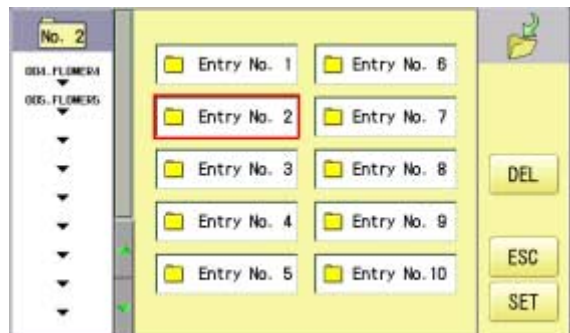 No. 2
004.FLOWER4
005.FLOWER5
Entry No. 1
Entry No. 2
Entry No. 3
Entry No. 4
Entry No. 5
Entry No. 6
Entry No. 7
Entry No. 8
Entry No. 9
Entry No.10
DEL
ESC
SET